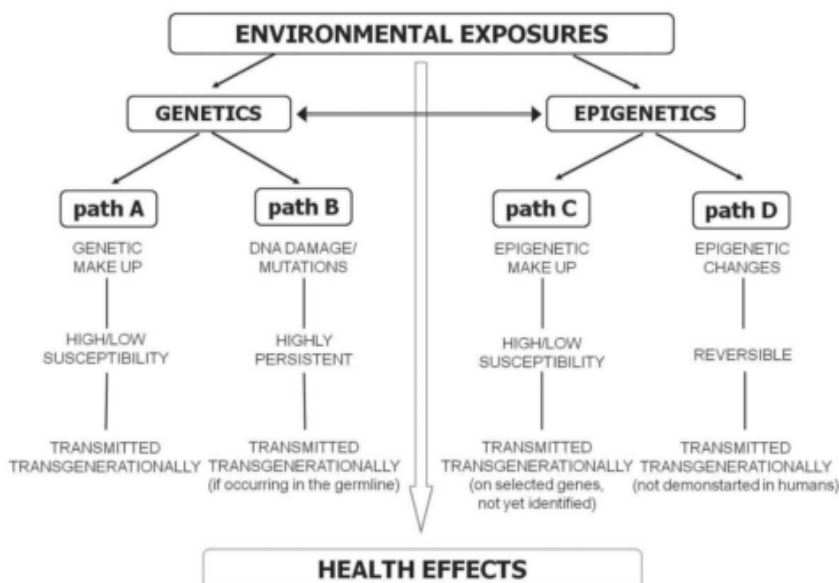 ENVIRONMENTAL EXPOSURES
GENETICS
EPIGENETICS
path A
path B
path C
path D
GENETIC
MAKE UP
DNA DAMAGE/
MUTATIONS
EPIGENETIC
MAKE UP
EPIGENETIC
CHANGES
HIGH/LOW
SUSCEPTIBILITY
HIGHLY
PERSISTENT
HIGH/LOW
SUSCEPTIBILITY
REVERSIBLE
TRANSMITTED
TRANSGENERATIONALLY
TRANSMITTED
TRANSGENERATIONALLY
(if occurring in the germline)
TRANSMITTED
TRANSGENERATIONALLY
(on selected genes,
not yet identified)
TRANSMITTED
TRANSGENERATIONALLY
(not demonstarted in humans)
HEALTH EFFECTS